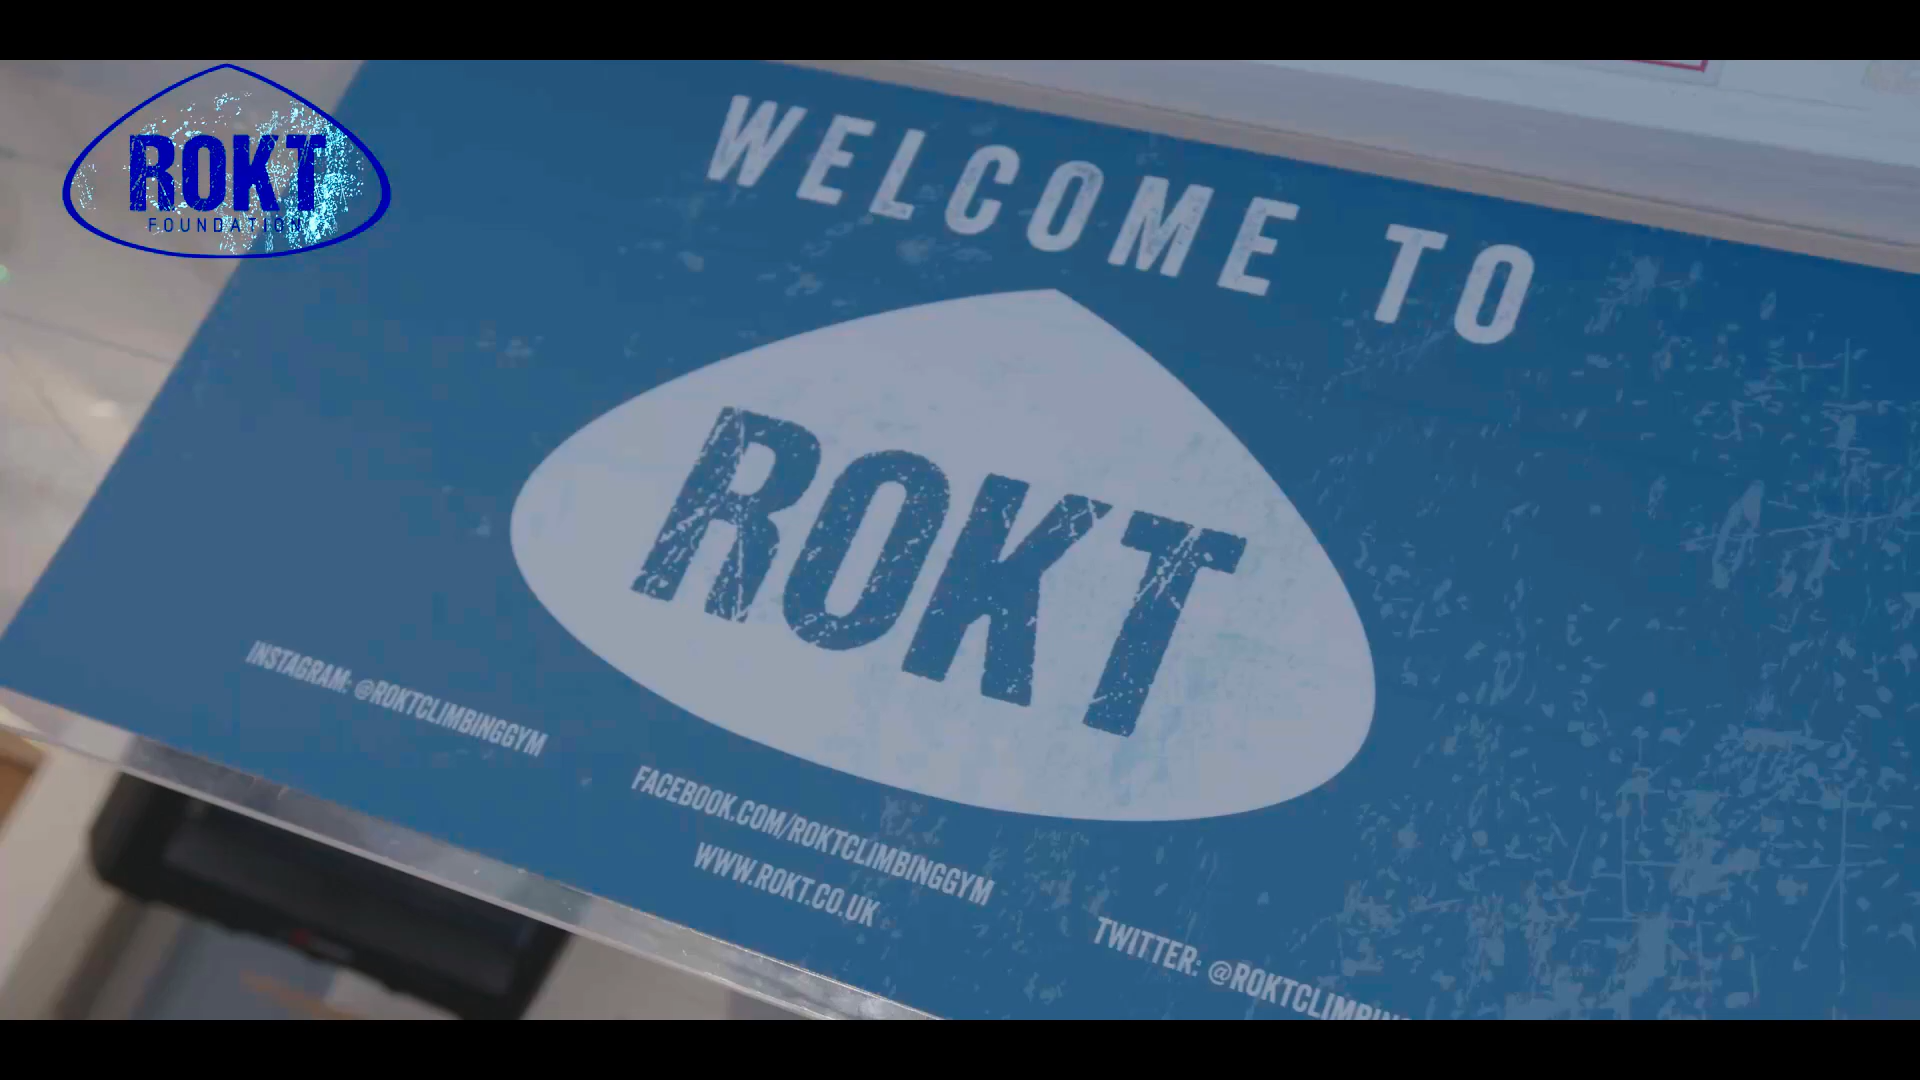 ROKT
FOUNDATION
WELCOME TO
ROKT
INSTAGRAM: @ROKTCLIMBINGGYM
FACEBOOK.COM/ROKTCLIMBINGGYM
WWW.ROKT.CO.UK
TWITTER: